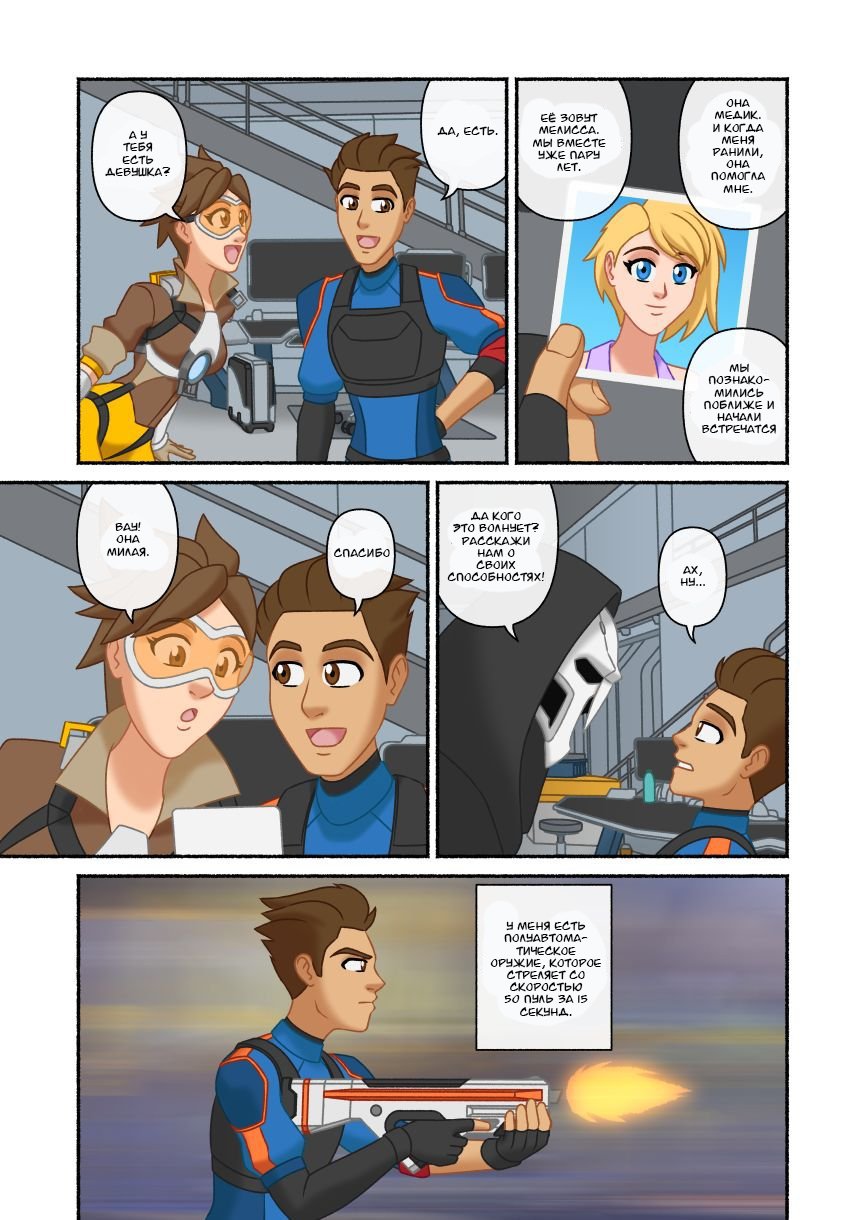 А У
ТЕБЯ
ЕСТЬ
ДЕВУШКА?
ДА, ЕСТЬ.
ЕЁ ЗОВУТ
МЕЛИССА.
МЫ ВМЕСТЕ
УЖЕ ПАРУ
ЛЕТ.
ОНА
МЕДИК.
И КОГДА
МЕНЯ
РАНИЛИ,
ОНА
ПОМОГЛА
МНЕ.
МЫ
ПОЗНАКО-
МИЛИСЬ
ПОБЛИЖЕ И
НАЧАЛИ
ВСТРЕЧАТСЯ
ВАУ!
ОНА
МИЛАЯ.
СПАСИБО
ДА КОГО
ЭТО ВОЛНУЕТ?
РАССКАЖИ
НАМ О
СВОИХ
СПОСОБНОСТЯХ!
АХ,
НУ...
У МЕНЯ ЕСТЬ
ПОЛУАВТОМА-
ТИЧЕСКОЕ
ОРУЖИЕ, КОТОРОЕ
СТРЕЛЯЕТ СО
СКОРОСТЬЮ
50 ПУЛЬ ЗА 15
СЕКУНД.